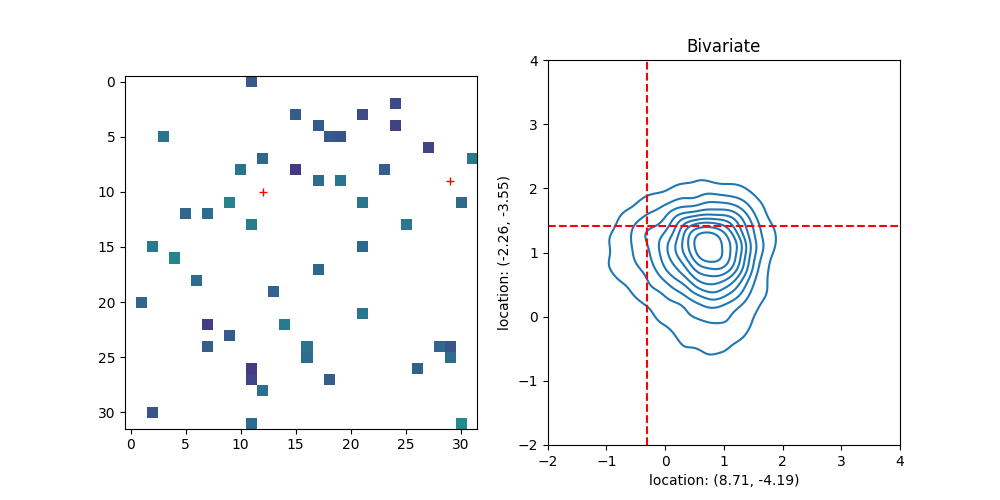 Bivariate
0
5
10
15
20
25
30
0 5 10 15 20 25 30
location: (-2.26, -3.55)
4
3
2
1
0
−1
−2
−2 −1 0 1 2 3 4
location: (8.71, -4.19)